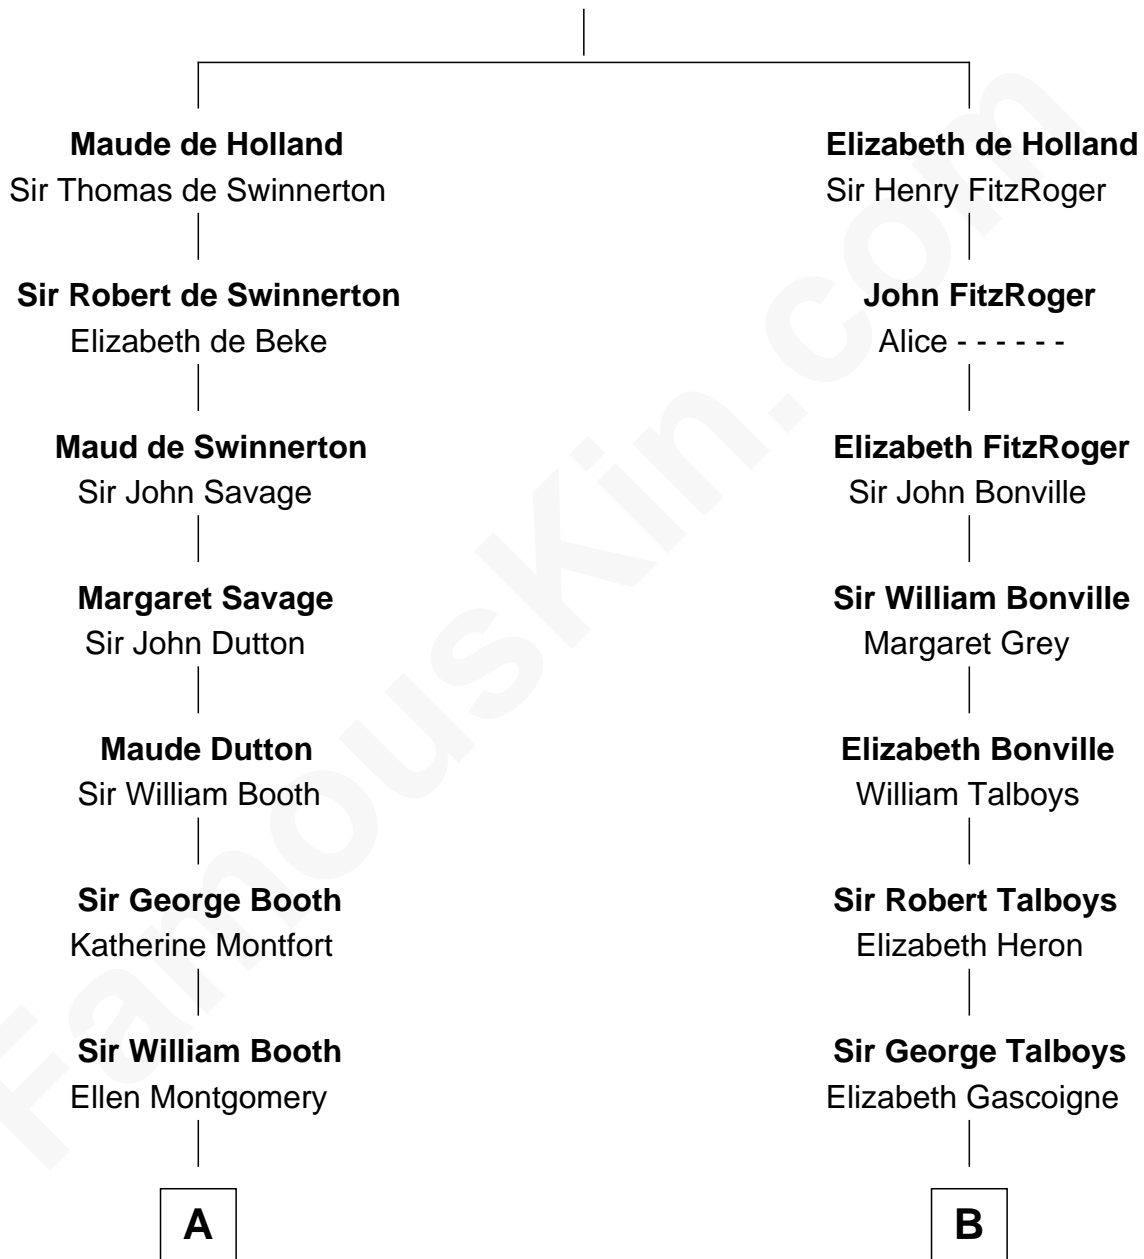 Maude de Holland
Sir Thomas de Swinnerton
Sir Robert de Swinnerton
Elizabeth de Beke
Maud de Swinnerton
Sir John Savage
Margaret Savage
Sir John Dutton
Maude Dutton
Sir William Booth
Sir George Booth
Katherine Montfort
Sir William Booth
Ellen Montgomery
A
Elizabeth de Holland
Sir Henry FitzRoger
John FitzRoger
Alice - - - - - -
Elizabeth FitzRoger
Sir John Bonville
Sir William Bonville
Margaret Grey
Elizabeth Bonville
William Talboys
Sir Robert Talboys
Elizabeth Heron
Sir George Talboys
Elizabeth Gascoigne
B
FamousKin.com